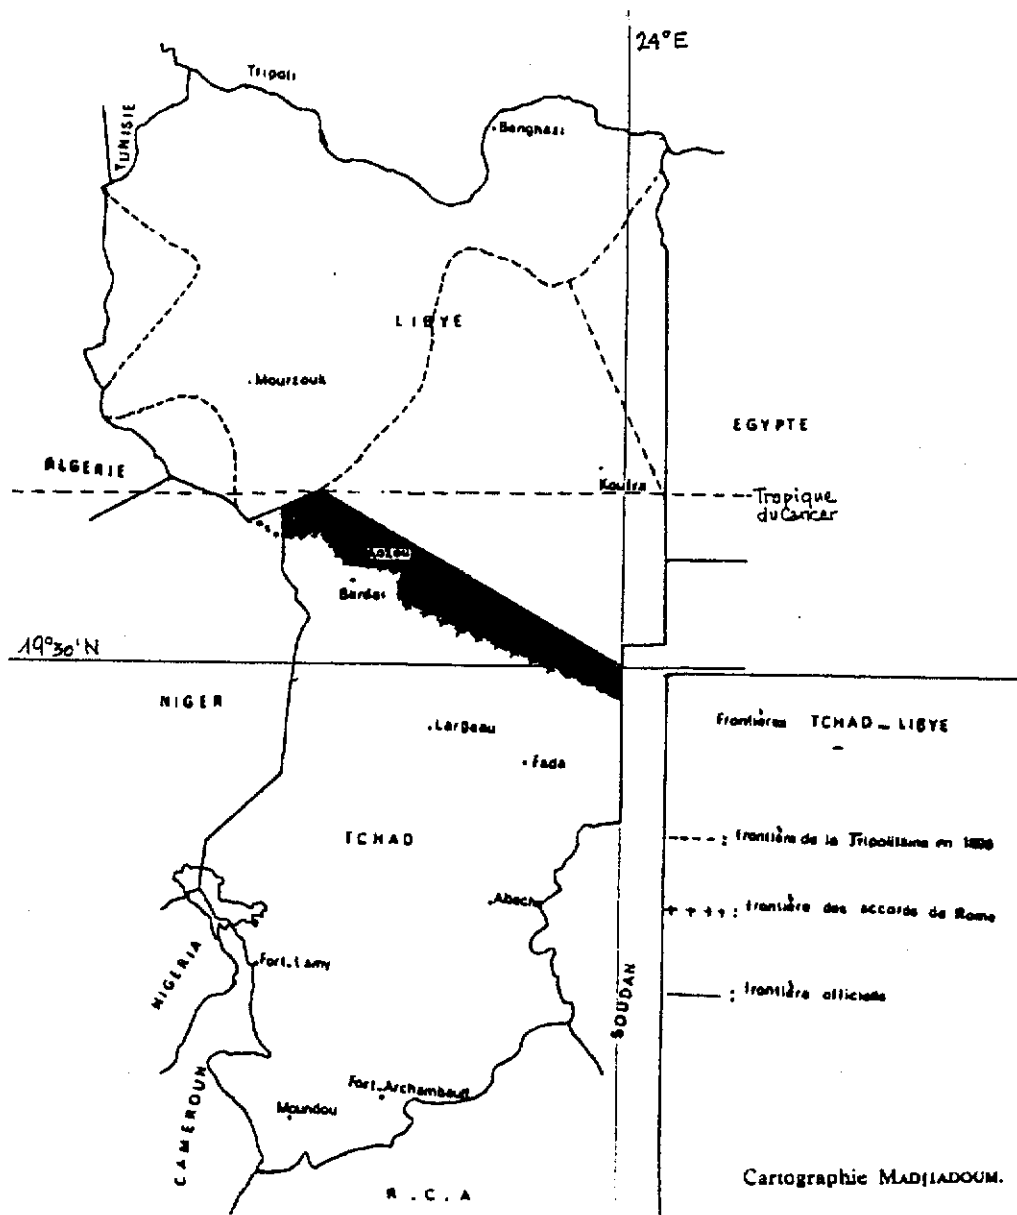 24°E
Tripoli
TUNISIE
Benghasi
LIBYE
Mourzouk
EGYPTE
ALGERIE
Koufra
Tropique
du Cancer
Aozou
Bardai
19°30'N
NIGER
Largeau
Fada
frontières TCHAD - LIBYE
TCHAD
frontière de la Tripolitaine en
Abeche
frontière des accords de Rome
NIGERIA
Fort-Lamy
SOUDAN
frontière officielle
CAMEROUN
Fort-Archambault
Moundou
R.C.A
Cartographie MADJIADOUM.